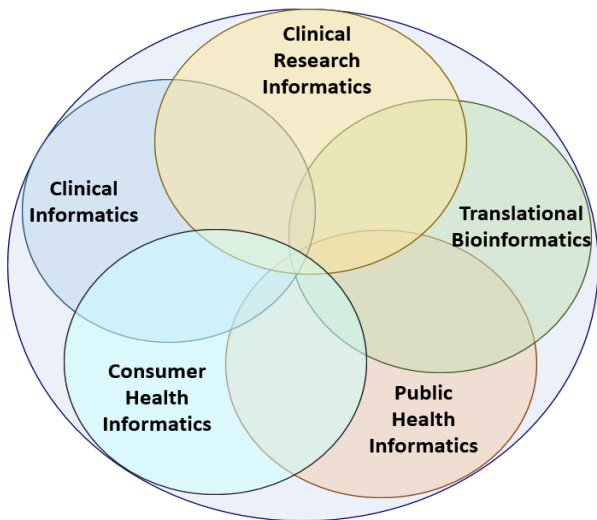 Clinical
Research
Informatics
Clinical
Informatics
Translational
Bioinformatics
Consumer
Health
Informatics
Public
Health
Informatics